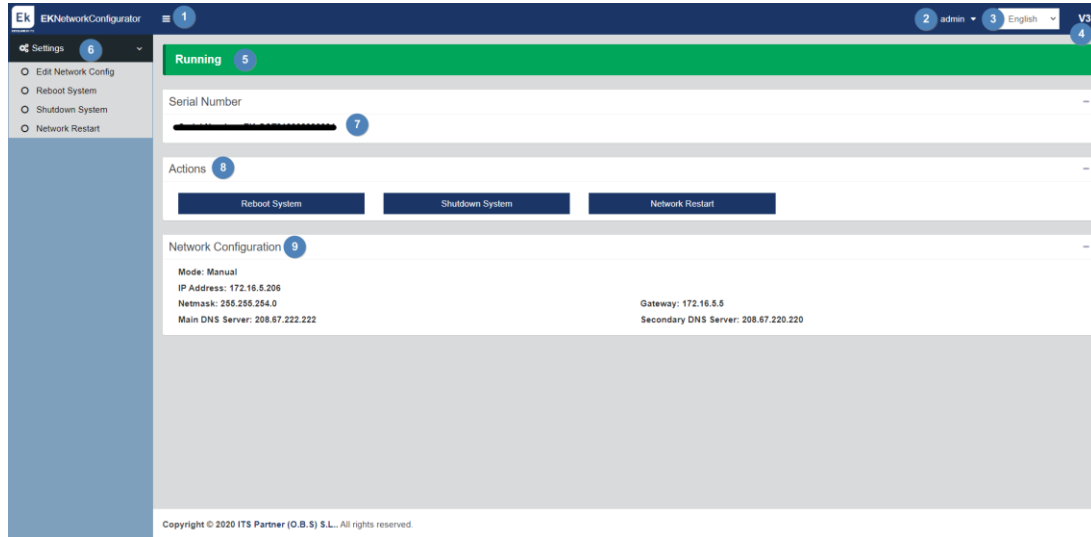 Ek EKNetworkConfigurator 1 2 admin 3 English V3
4
Settings 6
Edit Network Config
Reboot System
Shutdown System
Network Restart
Running 5
Serial Number
7
Actions 8
Reboot System Shutdown System Network Restart
Network Configuration 9
Mode: Manual
IP Address: 172.16.5.206
Netmask: 255.255.254.0 Gateway: 172.16.5.5
Main DNS Server: 208.67.222.222 Secondary DNS Server: 208.67.220.220
Copyright © 2020 ITS Partner (O.B.S) S.L.. All rights reserved.